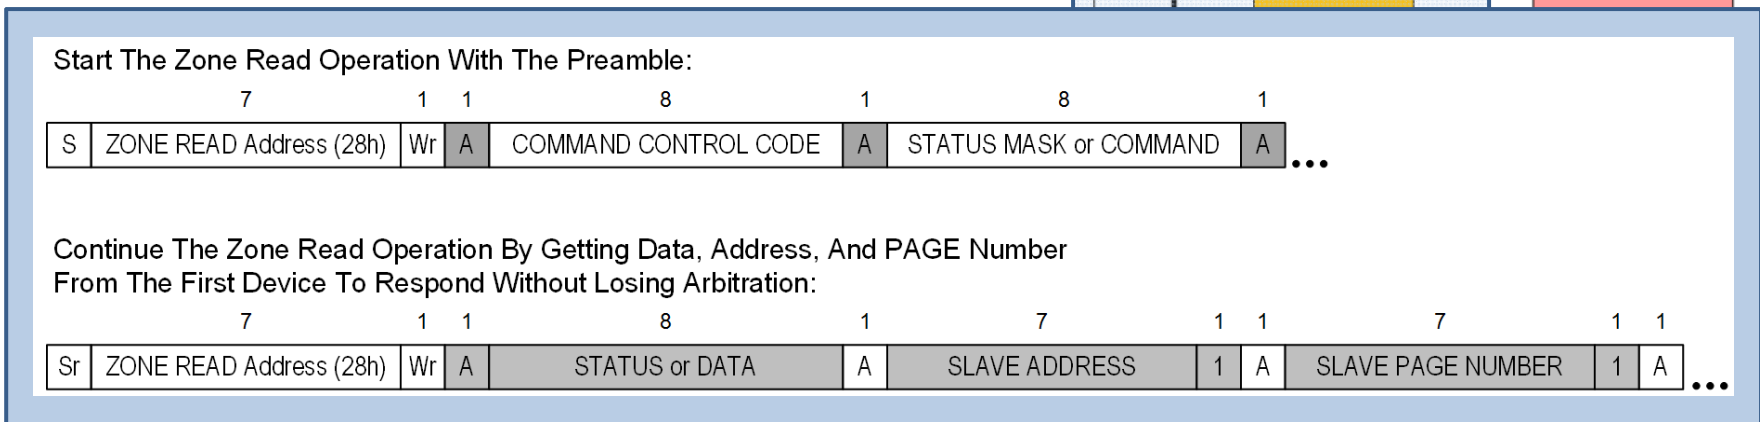 Start The Zone Read Operation With The Preamble:
7 1 1 8 1 8 1
S ZONE READ Address (28h) Wr A COMMAND CONTROL CODE A STATUS MASK or COMMAND A ...
Continue The Zone Read Operation By Getting Data, Address, And PAGE Number
From The First Device To Respond Without Losing Arbitration:
7 1 1 8 1 7 1 1 7 1 1
Sr ZONE READ Address (28h) Wr A STATUS or DATA A SLAVE ADDRESS 1 A SLAVE PAGE NUMBER 1 A ...